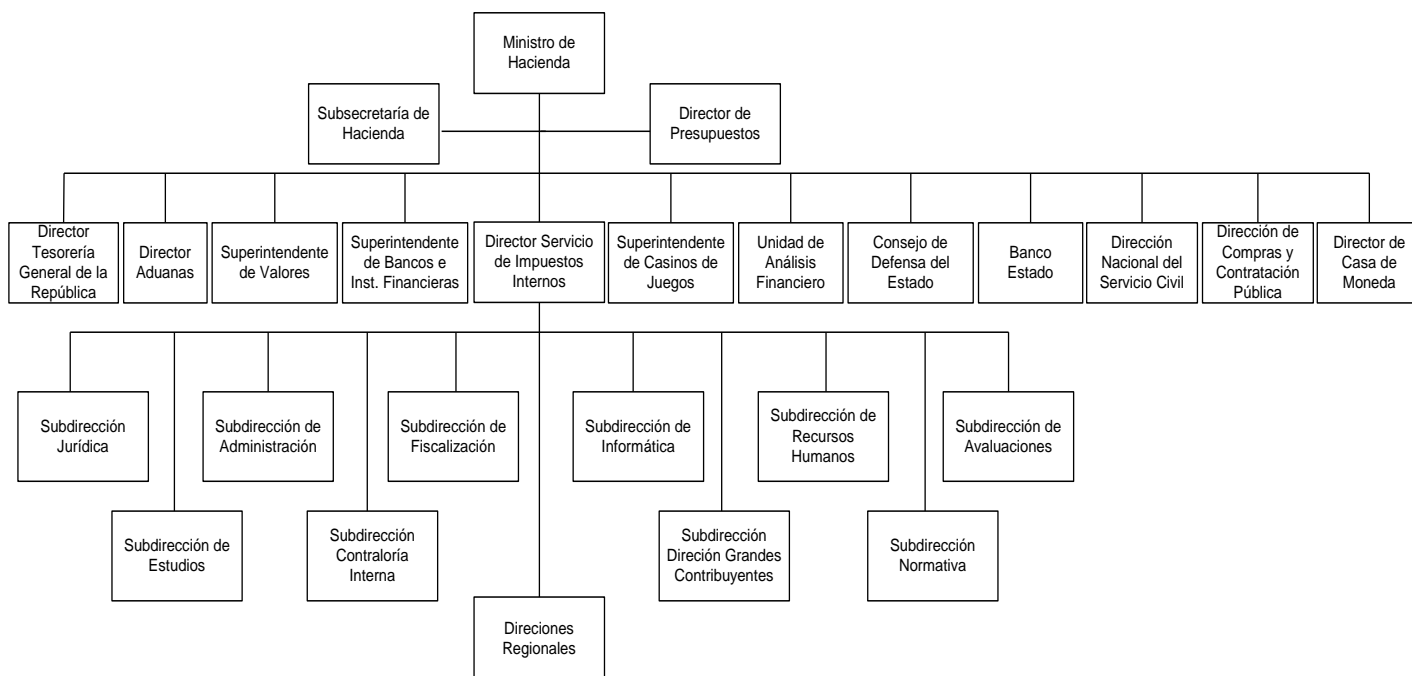 Ministro de
Hacienda
Subsecretaría de
Hacienda
Director de
Presupuestos
Director
Tesorería
General de la
República
Director
Aduanas
Superintendente
de Valores
Superintendente
de Bancos e
Inst. Financieras
Director Servicio
de Impuestos
Internos
Superintendente
de Casinos de
Juegos
Unidad de
Análisis
Financiero
Consejo de
Defensa del
Estado
Banco
Estado
Dirección
Nacional del
Servicio Civil
Dirección de
Compras y
Contratación
Pública
Director de
Casa de
Moneda
Subdirección
Jurídica
Subdirección de
Administración
Subdirección de
Fiscalización
Subdirección de
Informática
Subdirección de
Recursos
Humanos
Subdirección de
Avaluaciones
Subdirección de
Estudios
Subdirección
Contraloría
Interna
Subdirección
Direción Grandes
Contribuyentes
Subdirección
Normativa
Direciones
Regionales